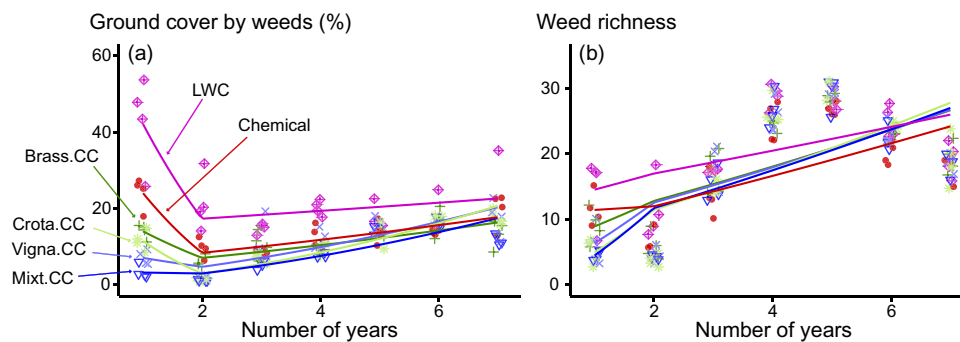 Ground cover by weeds (%)
(a)
60
40
20
0
LWC
Chemical
Brass.CC
Crota.CC
Vigna.CC
Mixt.CC
2 4 6
Number of years
Weed richness
(b)
30
20
10
0
2 4 6
Number of years